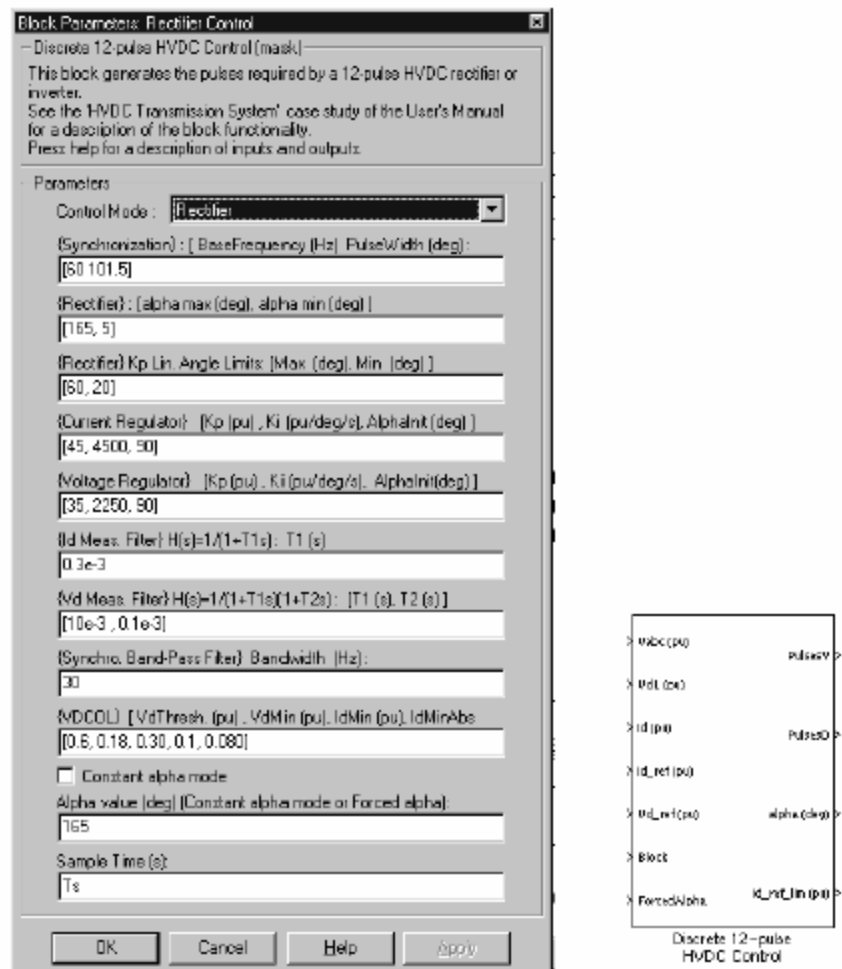 Block Parameters: Rectifier Control
Discrete 12-pulse HVDC Control (mask)
This block generates the pulses required by a 12-pulse HVDC rectifier or
inverter.
See the 'HVDC Transmission System' case study of the User's Manual
for a description of the block functionality.
Press help for a description of inputs and outputs
Parameters
Control Mode : Rectifier
{Synchronization} : [ BaseFrequency (Hz) PulseWidth (deg) :
[60 101.5]
{Rectifier} : [alpha max (deg), alpha min (deg) ]
[165, 5]
{Rectifier} Kp Lin. Angle Limits: [Max (deg), Min (deg) ]
[60, 20]
{Current Regulator} [Kp (pu) , Ki (pu/deg/s), AlphaInit (deg) ]
[45, 4500, 90]
{Voltage Regulator} [Kp (pu) , Ki (pu/deg/s), AlphaInit(deg) ]
[35, 2250, 90]
{Id Meas. Filter} H(s)=1/(1+T1s) : T1 (s)
0.3e-3
{Vd Meas. Filter} H(s)=1/(1+T1s)(1+T2s) : [T1 (s), T2 (s) ]
[10e-3 , 0.1e-3]
{Synchro. Band-Pass Filter} Bandwidth (Hz) :
30
{VDCOL} [ VdThresh. (pu) , VdMin (pu), IdMin (pu), IdMinAbs
[0.6, 0.18, 0.30, 0.1, 0.080]
Constant alpha mode
Alpha value (deg) (Constant alpha mode or Forced alpha):
165
Sample Time (s):
Ts
OK
Cancel
Help
Apply
Vabc (pu)
VdL (pu)
Id (pu)
Id_ref (pu)
Vd_ref (pu)
Block
ForcedAlpha
PulsesY
PulsesD
alpha (deg)
Id_ref_lim (pu)
Discrete 12-pulse
HVDC Control